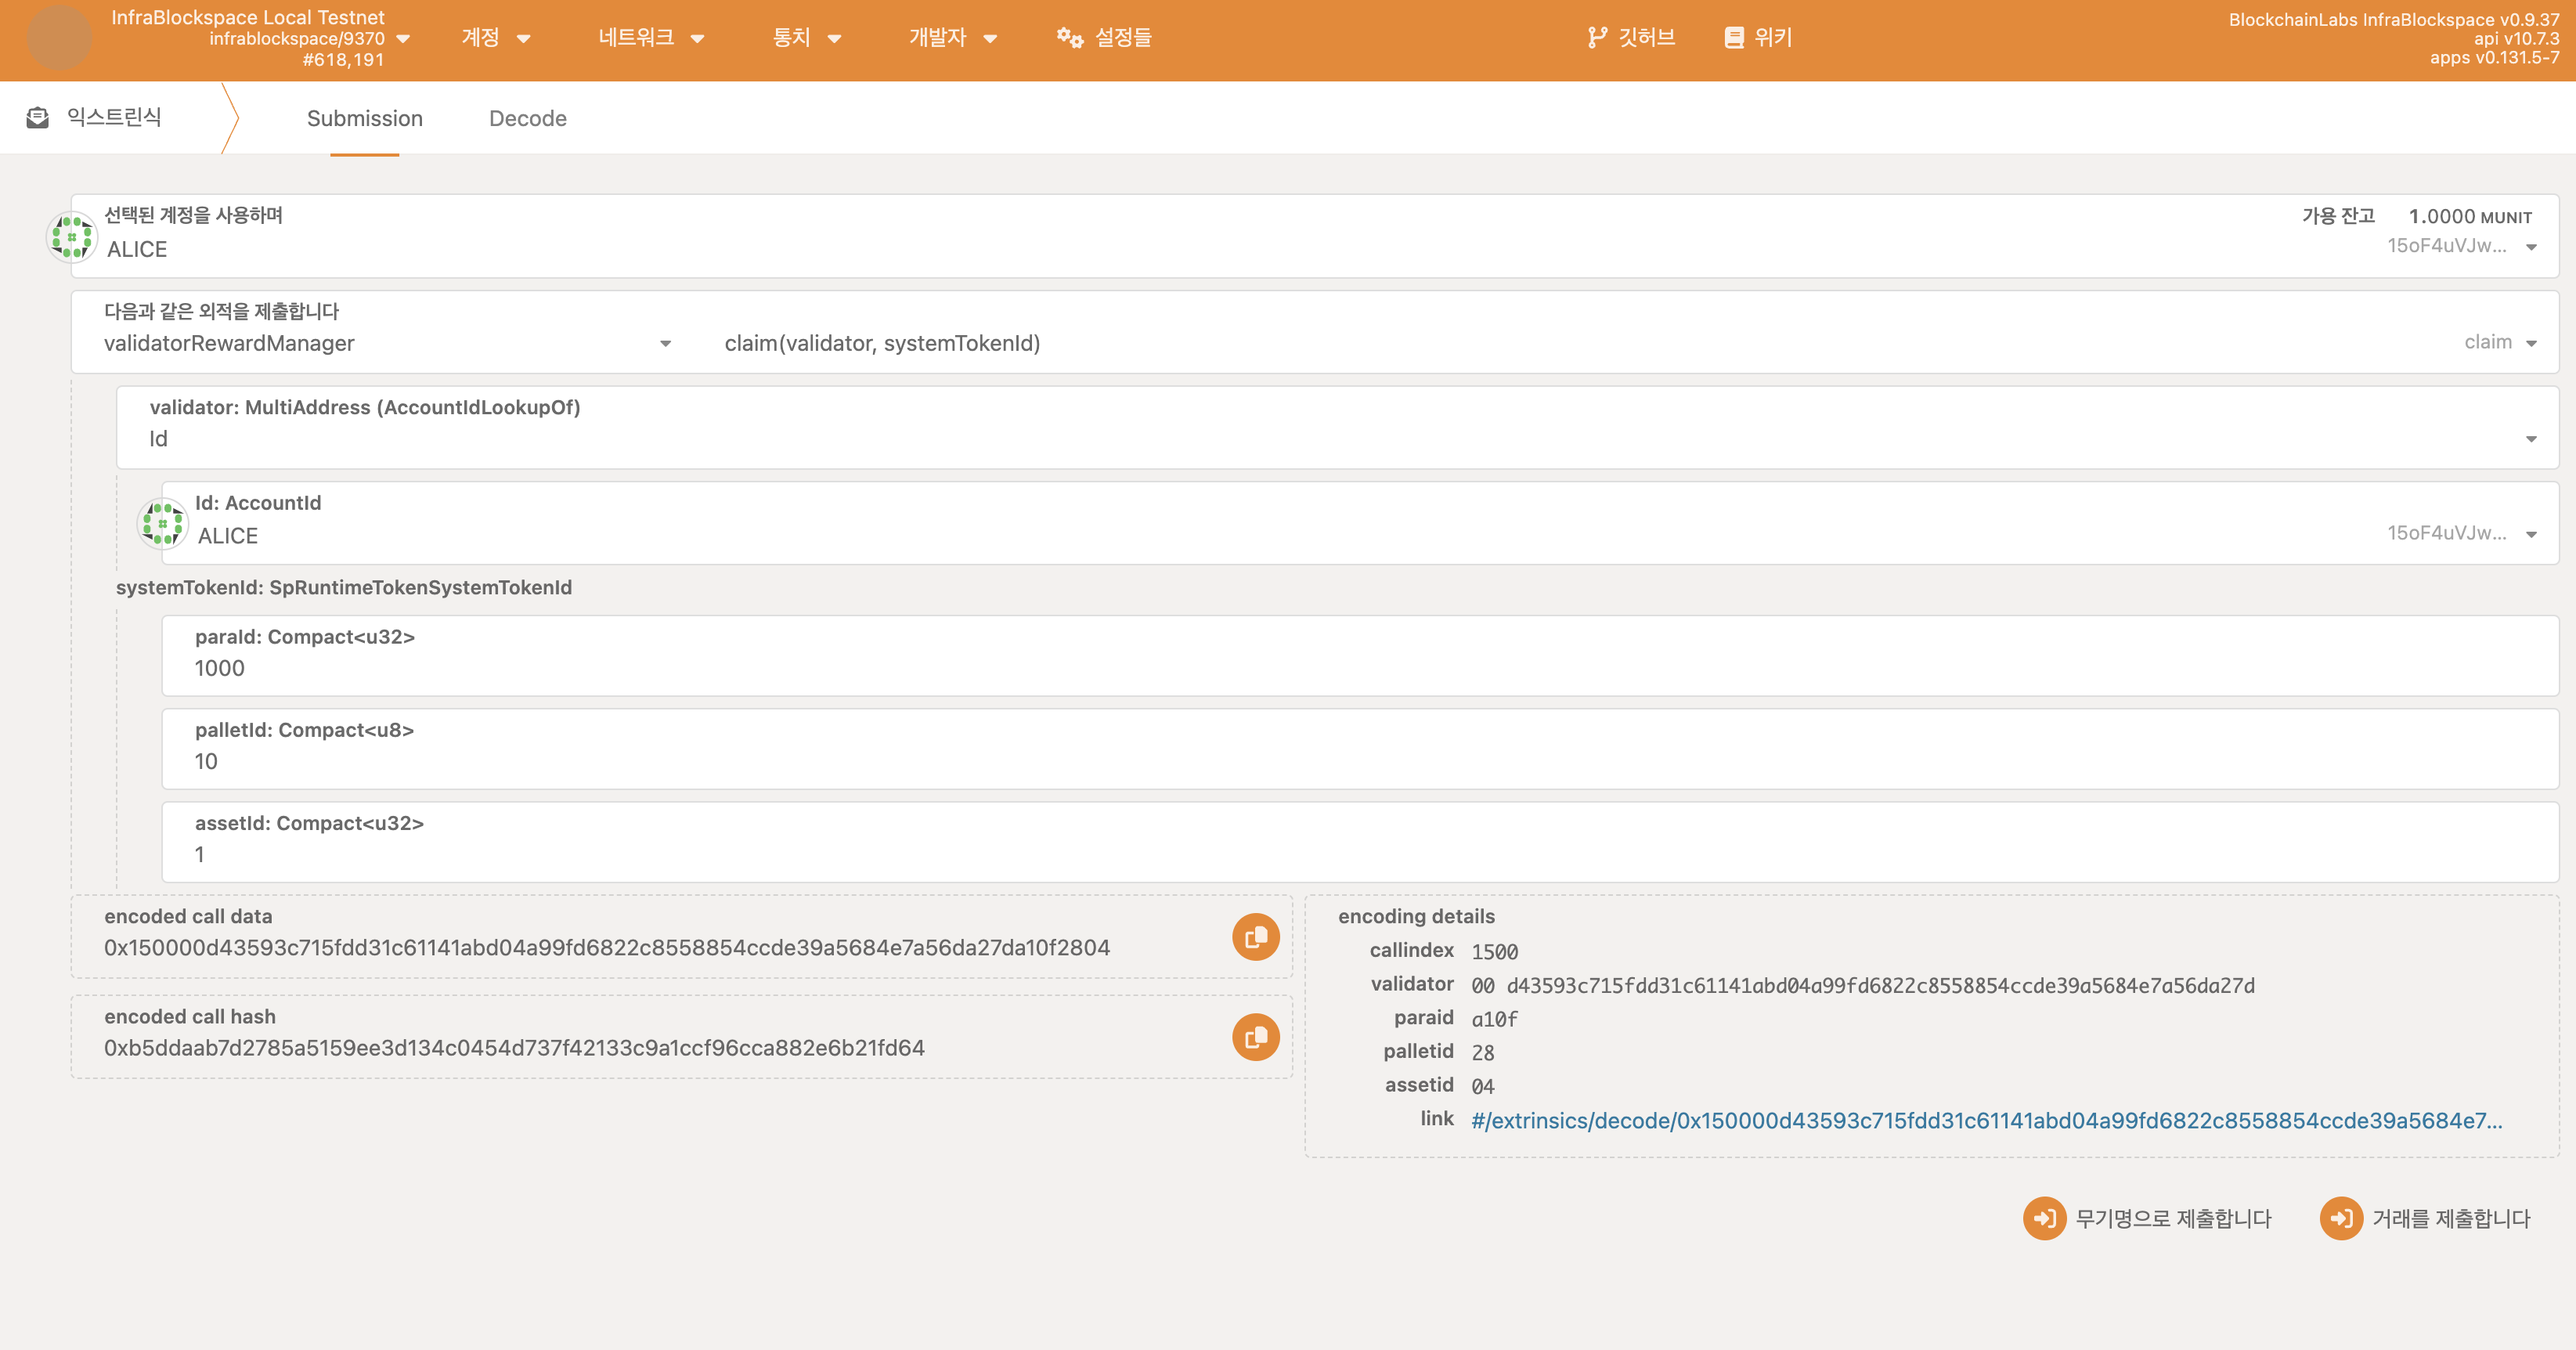 InfraBlockspace Local Testnet
infrablockspace/9370
#618,191
계정
네트워크
통치
개발자
설정들
깃허브
위키
BlockchainLabs InfraBlockspace v0.9.37
api v10.7.3
apps v0.131.5-7
익스트린식
Submission
Decode
선택된 계정을 사용하며
ALICE
가용 잔고 1.0000 MUNIT
15oF4uVJw...
다음과 같은 외적을 제출합니다
validatorRewardManager
claim(validator, systemTokenId)
claim
validator: MultiAddress (AccountIdLookupOf)
Id
Id: AccountId
ALICE
15oF4uVJw...
systemTokenId: SpRuntimeTokenSystemTokenId
paraId: Compact<u32>
1000
palletId: Compact<u8>
10
assetId: Compact<u32>
1
encoded call data
0x150000d43593c715fdd31c61141abd04a99fd6822c8558854ccde39a5684e7a56da27da10f2804
encoded call hash
0xb5ddaab7d2785a5159ee3d134c0454d737f42133c9a1ccf96cca882e6b21fd64
encoding details
callindex 1500
validator 00 d43593c715fdd31c61141abd04a99fd6822c8558854ccde39a5684e7a56da27d
paraid a10f
palletid 28
assetid 04
link #/extrinsics/decode/0x150000d43593c715fdd31c61141abd04a99fd6822c8558854ccde39a5684e7...
무기명으로 제출합니다
거래를 제출합니다